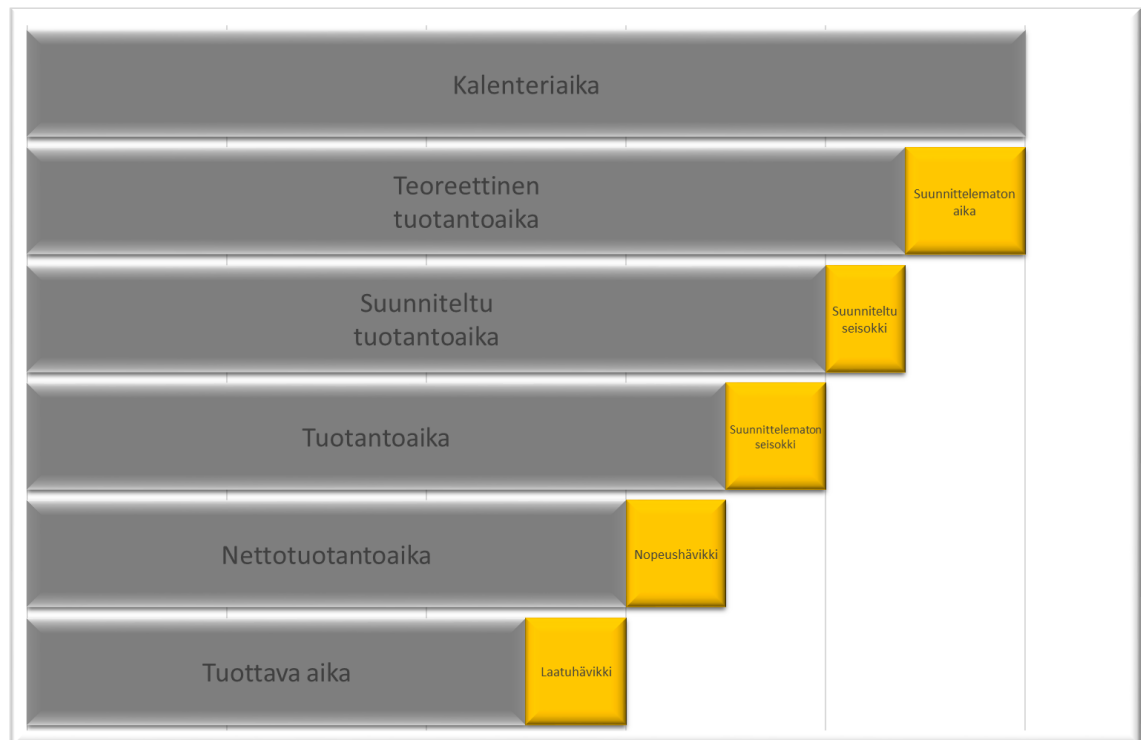 Kalenteriaika
Teoreettinen
tuotantoaika
Suunnittelematon
aika
Suunniteltu
tuotantoaika
Suunniteltu
seisokki
Tuotantoaika
Suunnittelematon
seisokki
Nettotuotantoaika
Nopeushävikki
Tuottava aika
Laatuhävikki